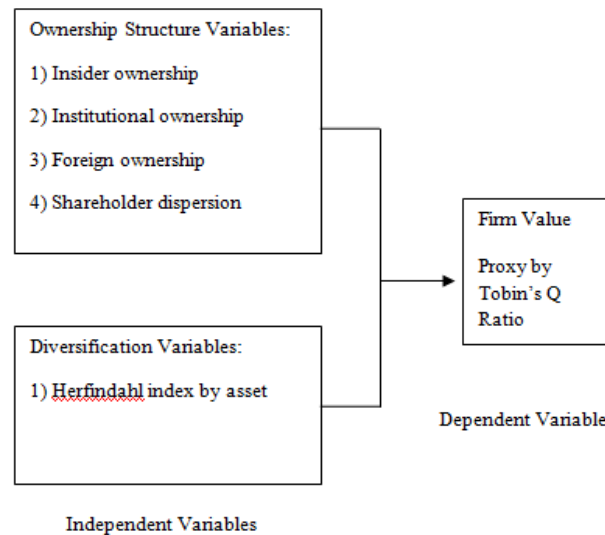 Ownership Structure Variables:
1) Insider ownership
2) Institutional ownership
3) Foreign ownership
4) Shareholder dispersion
Firm Value
Proxy by
Tobin's Q
Ratio
Diversification Variables:
1) Herfindahl index by asset
Dependent Variable
Independent Variables